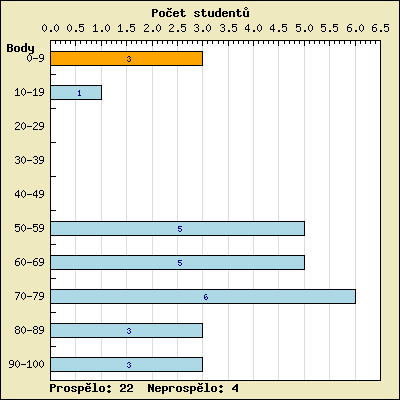 Počet studentů
0.0 0.5 1.0 1.5 2.0 2.5 3.0 3.5 4.0 4.5 5.0 5.5 6.0 6.5
Body
0-9 3
10-19 1
20-29
30-39
40-49
50-59 5
60-69 5
70-79 6
80-89 3
90-100 3
Prospělo: 22 Neprospělo: 4